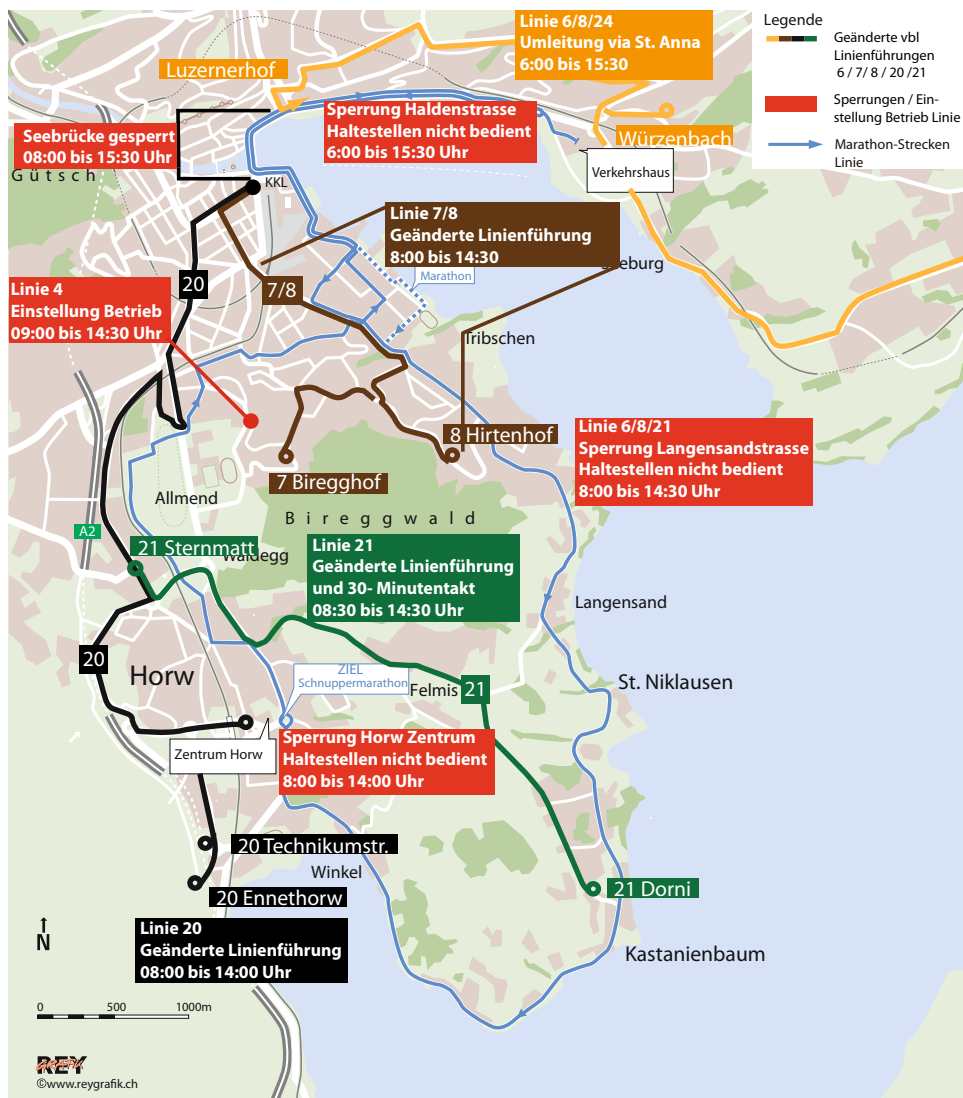 Linie 6/8/24
Umleitung via St. Anna
6:00 bis 15:30
Legende
Geänderte vbl
Linienführungen
6 / 7/ 8 / 20 /21
Sperrungen / Ein-
stellung Betrieb Linie
Marathon-Strecken
Linie
Luzernerhof
Sperrung Haldenstrasse
Haltestellen nicht bedient
6:00 bis 15:30 Uhr
Seebrücke gesperrt
08:00 bis 15:30 Uhr
Würzenbach
Verkehrshaus
Gütsch
KKL
Linie 7/8
Geänderte Linienführung
8:00 bis 14:30
Marathon
20
7/8
Linie 4
Einstellung Betrieb
09:00 bis 14:30 Uhr
Tribschen
8 Hirtenhof
Linie 6/8/21
Sperrung Langensandstrasse
Haltestellen nicht bedient
8:00 bis 14:30 Uhr
7 Biregghof
Allmend
Bireggwald
A2
21 Sternmatt
Waldegg
Linie 21
Geänderte Linienführung
und 30- Minutentakt
08:30 bis 14:30 Uhr
Langensand
20
Horw
ZIEL
Schnuppermarathon
Felmis
21
St. Niklausen
Zentrum Horw
Sperrung Horw Zentrum
Haltestellen nicht bedient
8:00 bis 14:00 Uhr
20 Technikumstr.
Winkel
20 Ennethorw
21 Dorni
Linie 20
Geänderte Linienführung
08:00 bis 14:00 Uhr
Kastanienbaum
N
0 500 1000m
REY
GRAFIK
©www.reygrafik.ch